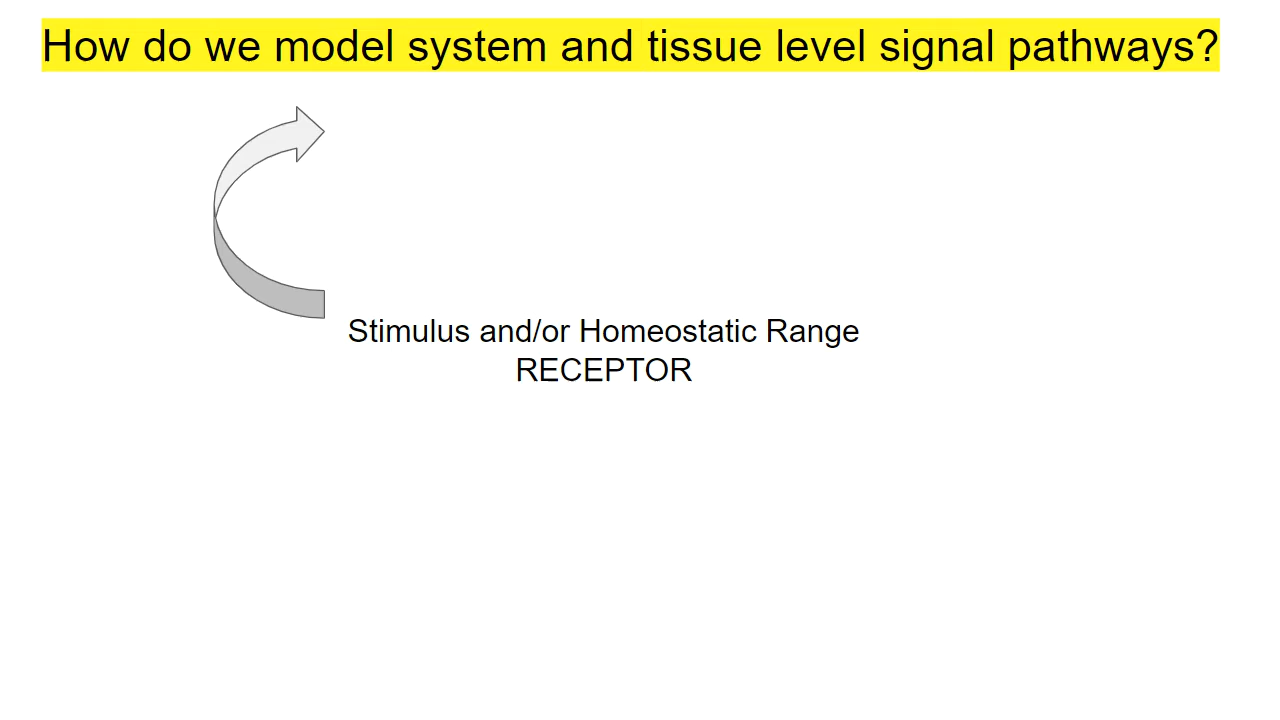 How do we model system and tissue level signal pathways?
Stimulus and/or Homeostatic Range
RECEPTOR